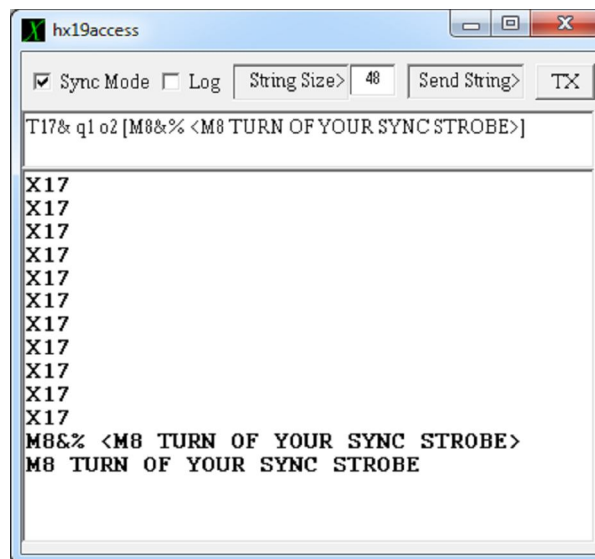 hx19access
Sync Mode Log String Size> 48 Send String> TX
T17& q1 o2 [M8&% <M8 TURN OF YOUR SYNC STROBE>]
X17
X17
X17
X17
X17
X17
X17
X17
X17
X17
X17
M8&% <M8 TURN OF YOUR SYNC STROBE>
M8 TURN OF YOUR SYNC STROBE